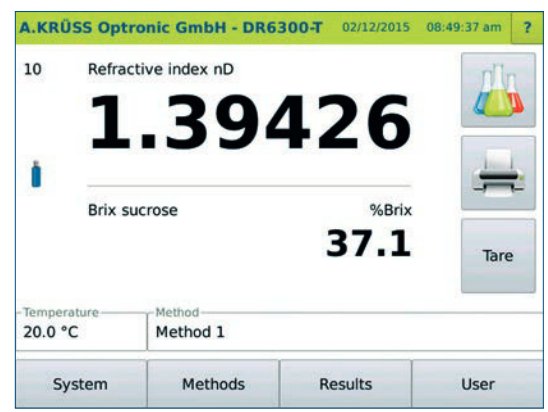 A.KRÜSS Optronic GmbH - DR6300-T 02/12/2015 08:49:37 am ?
10 Refractive index nD
1.39426
Brix sucrose %Brix
37.1
Tare
Temperature Method
20.0 °C Method 1
System Methods Results User